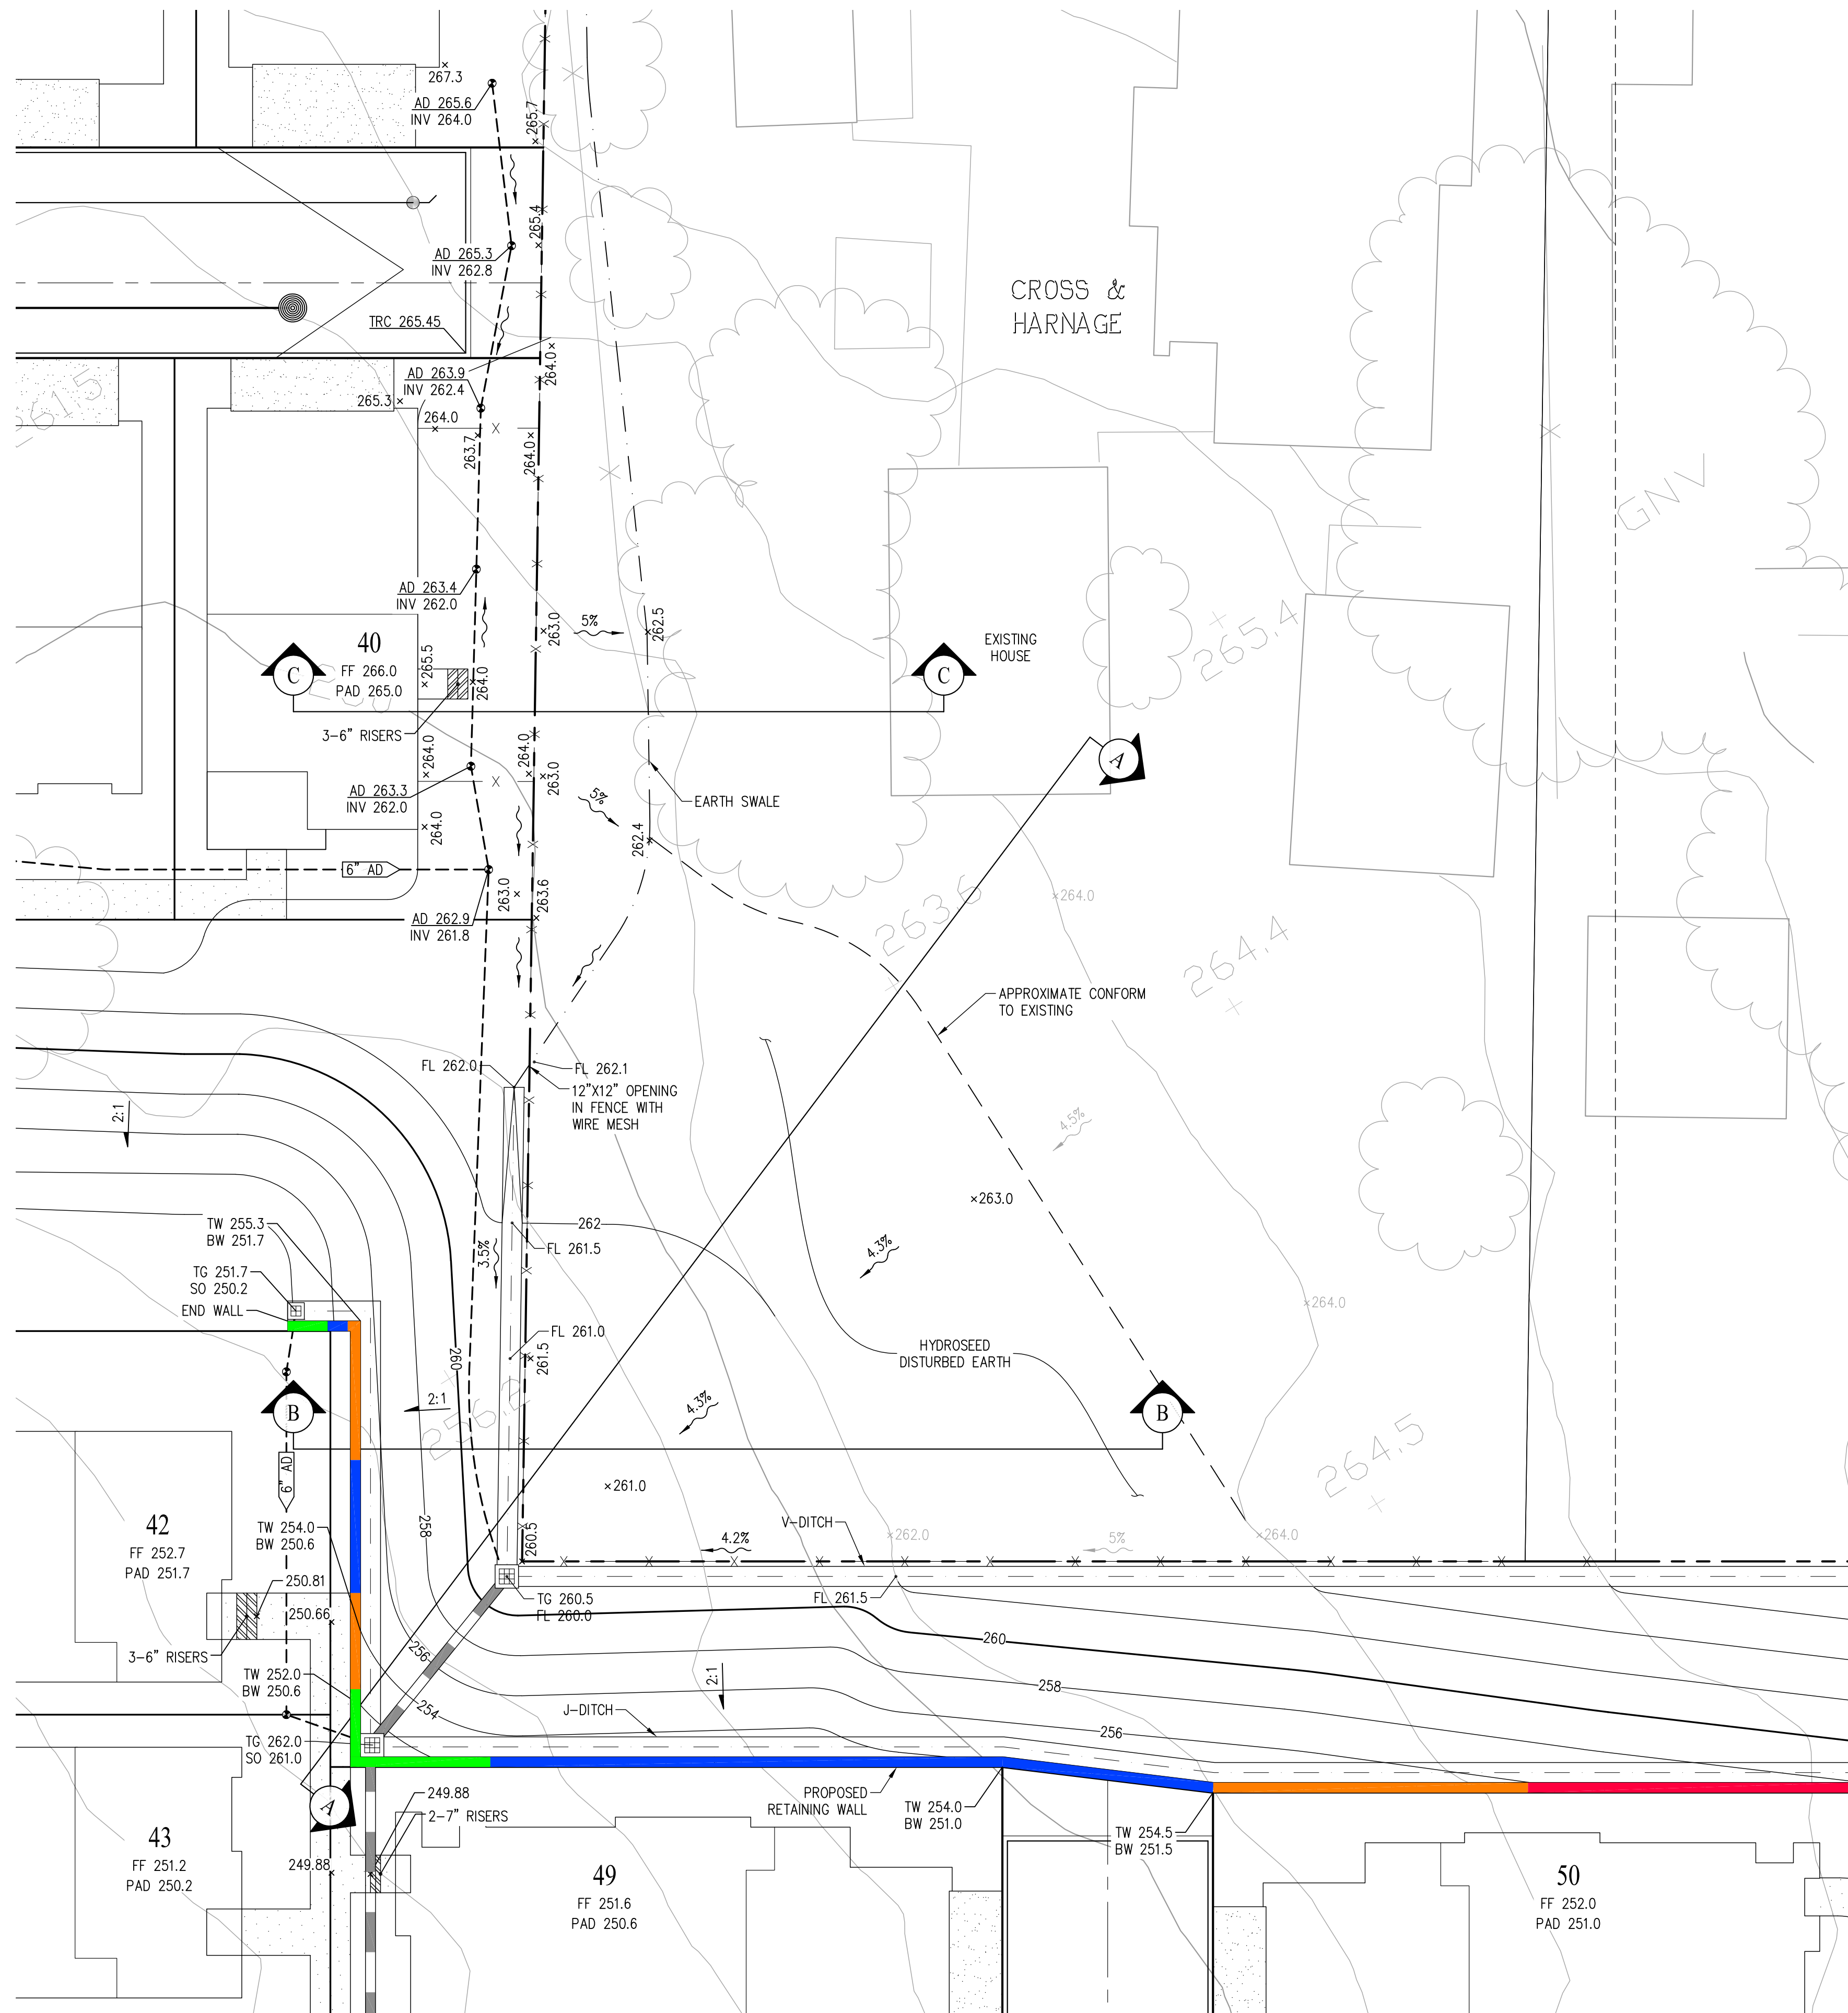 267.3
AD 265.6
INV 264.0
×265.7
265.4
AD 265.3
INV 262.8
CROSS &
HARNAGE
TRC 265.45
264.0×
AD 263.9
INV 262.4
265.3 ×
264.0
263.7
264.0×
GNV
AD 263.4
INV 262.0
5%
×263.0
262.5
40
FF 266.0
PAD 265.0
×265.5
264.0
C
C
EXISTING
HOUSE
265.4
3-6" RISERS
×264.0
×264.0
×263.0
A
AD 263.3
INV 262.0
×264.0
5%
EARTH SWALE
262.4
6" AD
263.0 ×
×263.6
263.6
×264.0
AD 262.9
INV 261.8
264.4
APPROXIMATE CONFORM
TO EXISTING
FL 262.0
FL 262.1
12"X12" OPENING
IN FENCE WITH
WIRE MESH
2:1
4.5%
×263.0
TW 255.3
BW 251.7
262
FL 261.5
3.5%
4.3%
TG 251.7
SO 250.2
END WALL
×264.0
FL 261.0
×261.5
260
HYDROSEED
DISTURBED EARTH
2:1
4.3%
B
B
264.5
6" AD
×261.0
42
FF 252.7
PAD 251.7
TW 254.0
BW 250.6
258
260.5
V-DITCH
4.2%
×262.0
5%
×264.0
250.81
250.66
TG 260.5
FL 260.0
FL 261.5
3-6" RISERS
256
260
TW 252.0
BW 250.6
254
2:1
258
J-DITCH
256
TG 262.0
SO 261.0
A
249.88
2-7" RISERS
PROPOSED
RETAINING WALL
TW 254.0
BW 251.0
TW 254.5
BW 251.5
43
FF 251.2
PAD 250.2
249.88
49
FF 251.6
PAD 250.6
50
FF 252.0
PAD 251.0